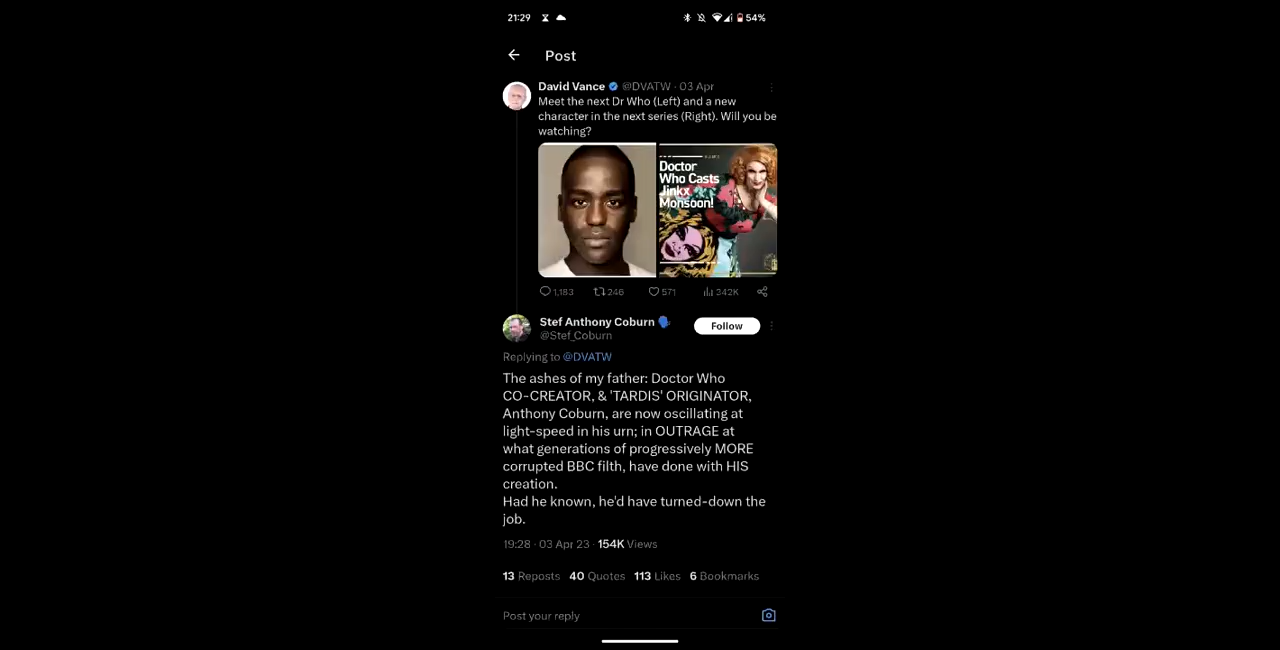 21:29
54%
Post
David Vance @DVATW · 03 Apr
Meet the next Dr Who (Left) and a new
character in the next series (Right). Will you be
watching?
Doctor
Who Casts
Jinkx
Monsoon!
1,183 246 571 342K
Stef Anthony Coburn
@Stef_Coburn
Follow
Replying to @DVATW
The ashes of my father: Doctor Who
CO-CREATOR, & 'TARDIS' ORIGINATOR,
Anthony Coburn, are now oscillating at
light-speed in his urn; in OUTRAGE at
what generations of progressively MORE
corrupted BBC filth, have done with HIS
creation.
Had he known, he'd have turned-down the
job.
19:28 · 03 Apr 23 · 154K Views
13 Reposts 40 Quotes 113 Likes 6 Bookmarks
Post your reply